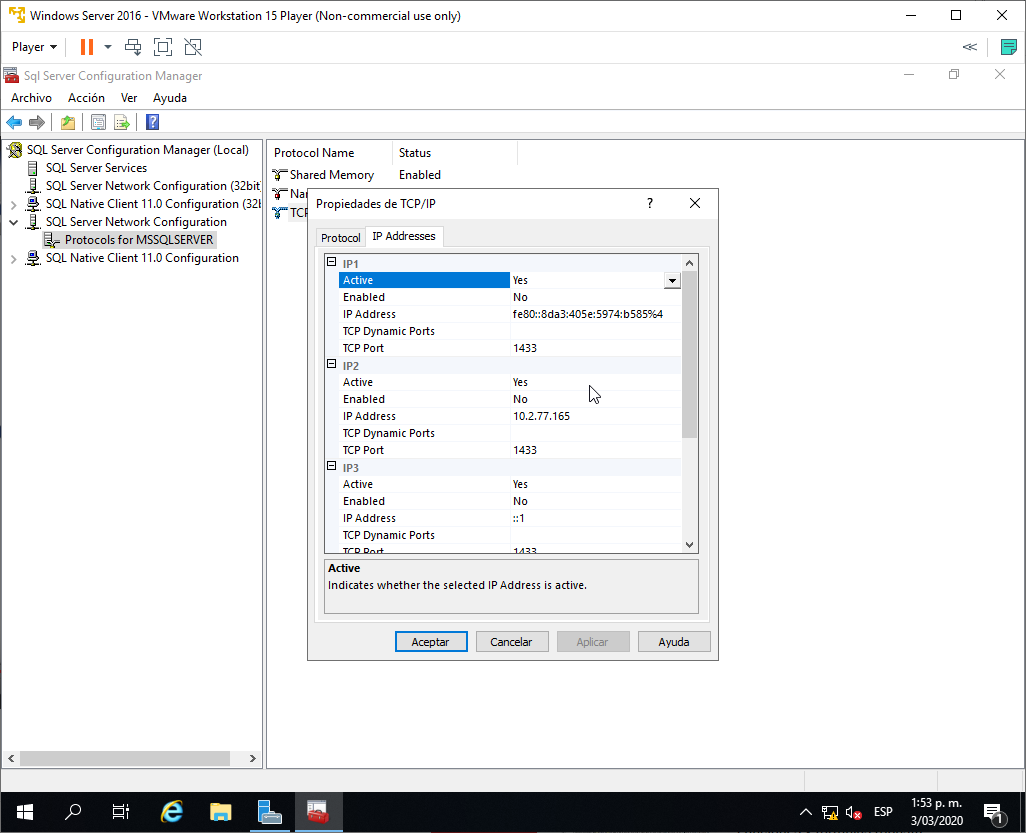 Windows Server 2016 - VMware Workstation 15 Player (Non-commercial use only)
Player
Sql Server Configuration Manager
Archivo Acción Ver Ayuda
SQL Server Configuration Manager (Local)
SQL Server Services
SQL Server Network Configuration (32bit
SQL Native Client 11.0 Configuration (32b
SQL Server Network Configuration
Protocols for MSSQLSERVER
SQL Native Client 11.0 Configuration
Protocol Name Status
Shared Memory Enabled
Nar
TCP
Propiedades de TCP/IP
Protocol IP Addresses
IP1
Active Yes
Enabled No
IP Address fe80::8da3:405e:5974:b585%4
TCP Dynamic Ports
TCP Port 1433
IP2
Active Yes
Enabled No
IP Address 10.2.77.165
TCP Dynamic Ports
TCP Port 1433
IP3
Active Yes
Enabled No
IP Address ::1
TCP Dynamic Ports
TCP Port 1433
Active
Indicates whether the selected IP Address is active.
Aceptar Cancelar Aplicar Ayuda
ESP
1:53 p. m.
3/03/2020
1